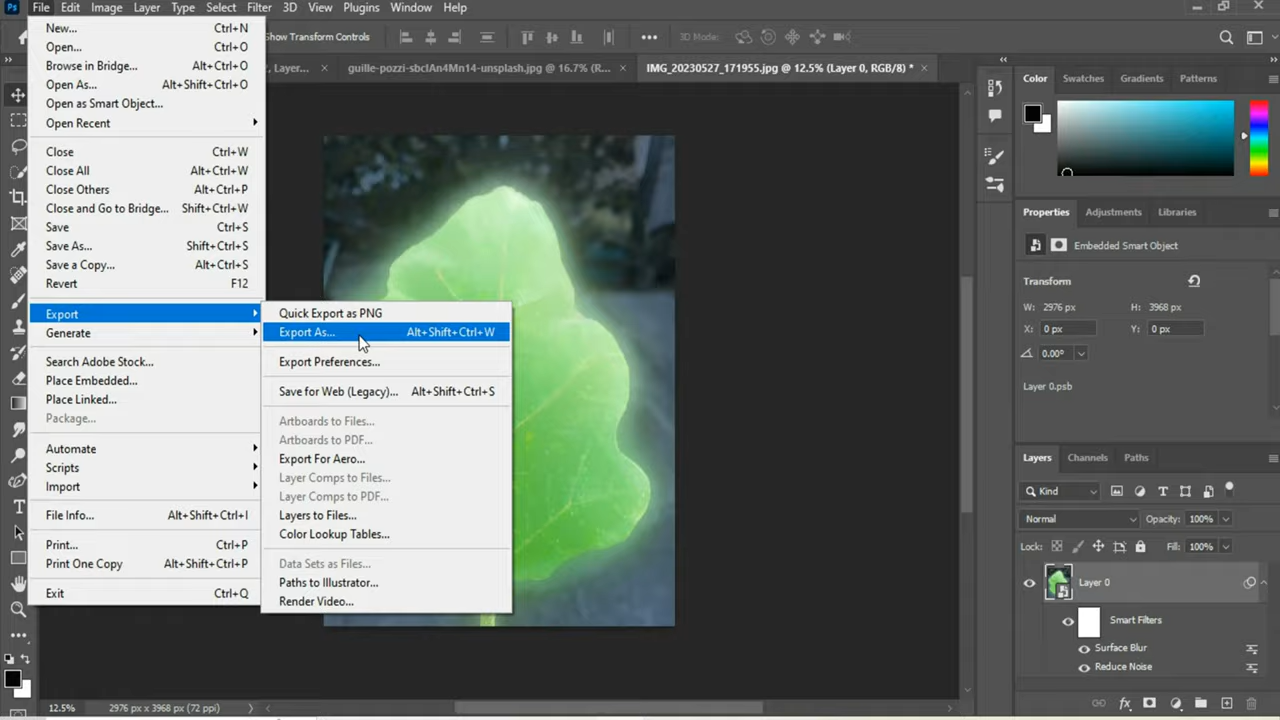 Ps File Edit Image Layer Type Select Filter 3D View Plugins Window Help
Show Transform Controls
3D Mode:
Layer...
guille-pozzi-sbcIAn4Mn14-unsplash.jpg @ 16.7% (R...
IMG_20230527_171955.jpg @ 12.5% (Layer 0, RGB/8) *
New... Ctrl+N
Open... Ctrl+O
Browse in Bridge... Alt+Ctrl+O
Open As... Alt+Shift+Ctrl+O
Open as Smart Object...
Open Recent
Close Ctrl+W
Close All Alt+Ctrl+W
Close Others Alt+Ctrl+P
Close and Go to Bridge... Shift+Ctrl+W
Save Ctrl+S
Save As... Shift+Ctrl+S
Save a Copy... Alt+Ctrl+S
Revert F12
Export
Generate
Search Adobe Stock...
Place Embedded...
Place Linked...
Package...
Automate
Scripts
Import
File Info... Alt+Shift+Ctrl+I
Print... Ctrl+P
Print One Copy Alt+Shift+Ctrl+P
Exit Ctrl+Q
Quick Export as PNG
Export As... Alt+Shift+Ctrl+W
Export Preferences...
Save for Web (Legacy)... Alt+Shift+Ctrl+S
Artboards to Files...
Artboards to PDF...
Export For Aero...
Layer Comps to Files...
Layer Comps to PDF...
Layers to Files...
Color Lookup Tables...
Data Sets as Files...
Paths to Illustrator...
Render Video...
Color Swatches Gradients Patterns
Properties Adjustments Libraries
Embedded Smart Object
Transform
W: 2976 px H: 3968 px
X: 0 px Y: 0 px
0.00°
Layer 0.psb
Layers Channels Paths
Kind
Normal Opacity: 100%
Lock: Fill: 100%
Layer 0
Smart Filters
Surface Blur
Reduce Noise
12.5% 2976 px x 3968 px (72 ppi)